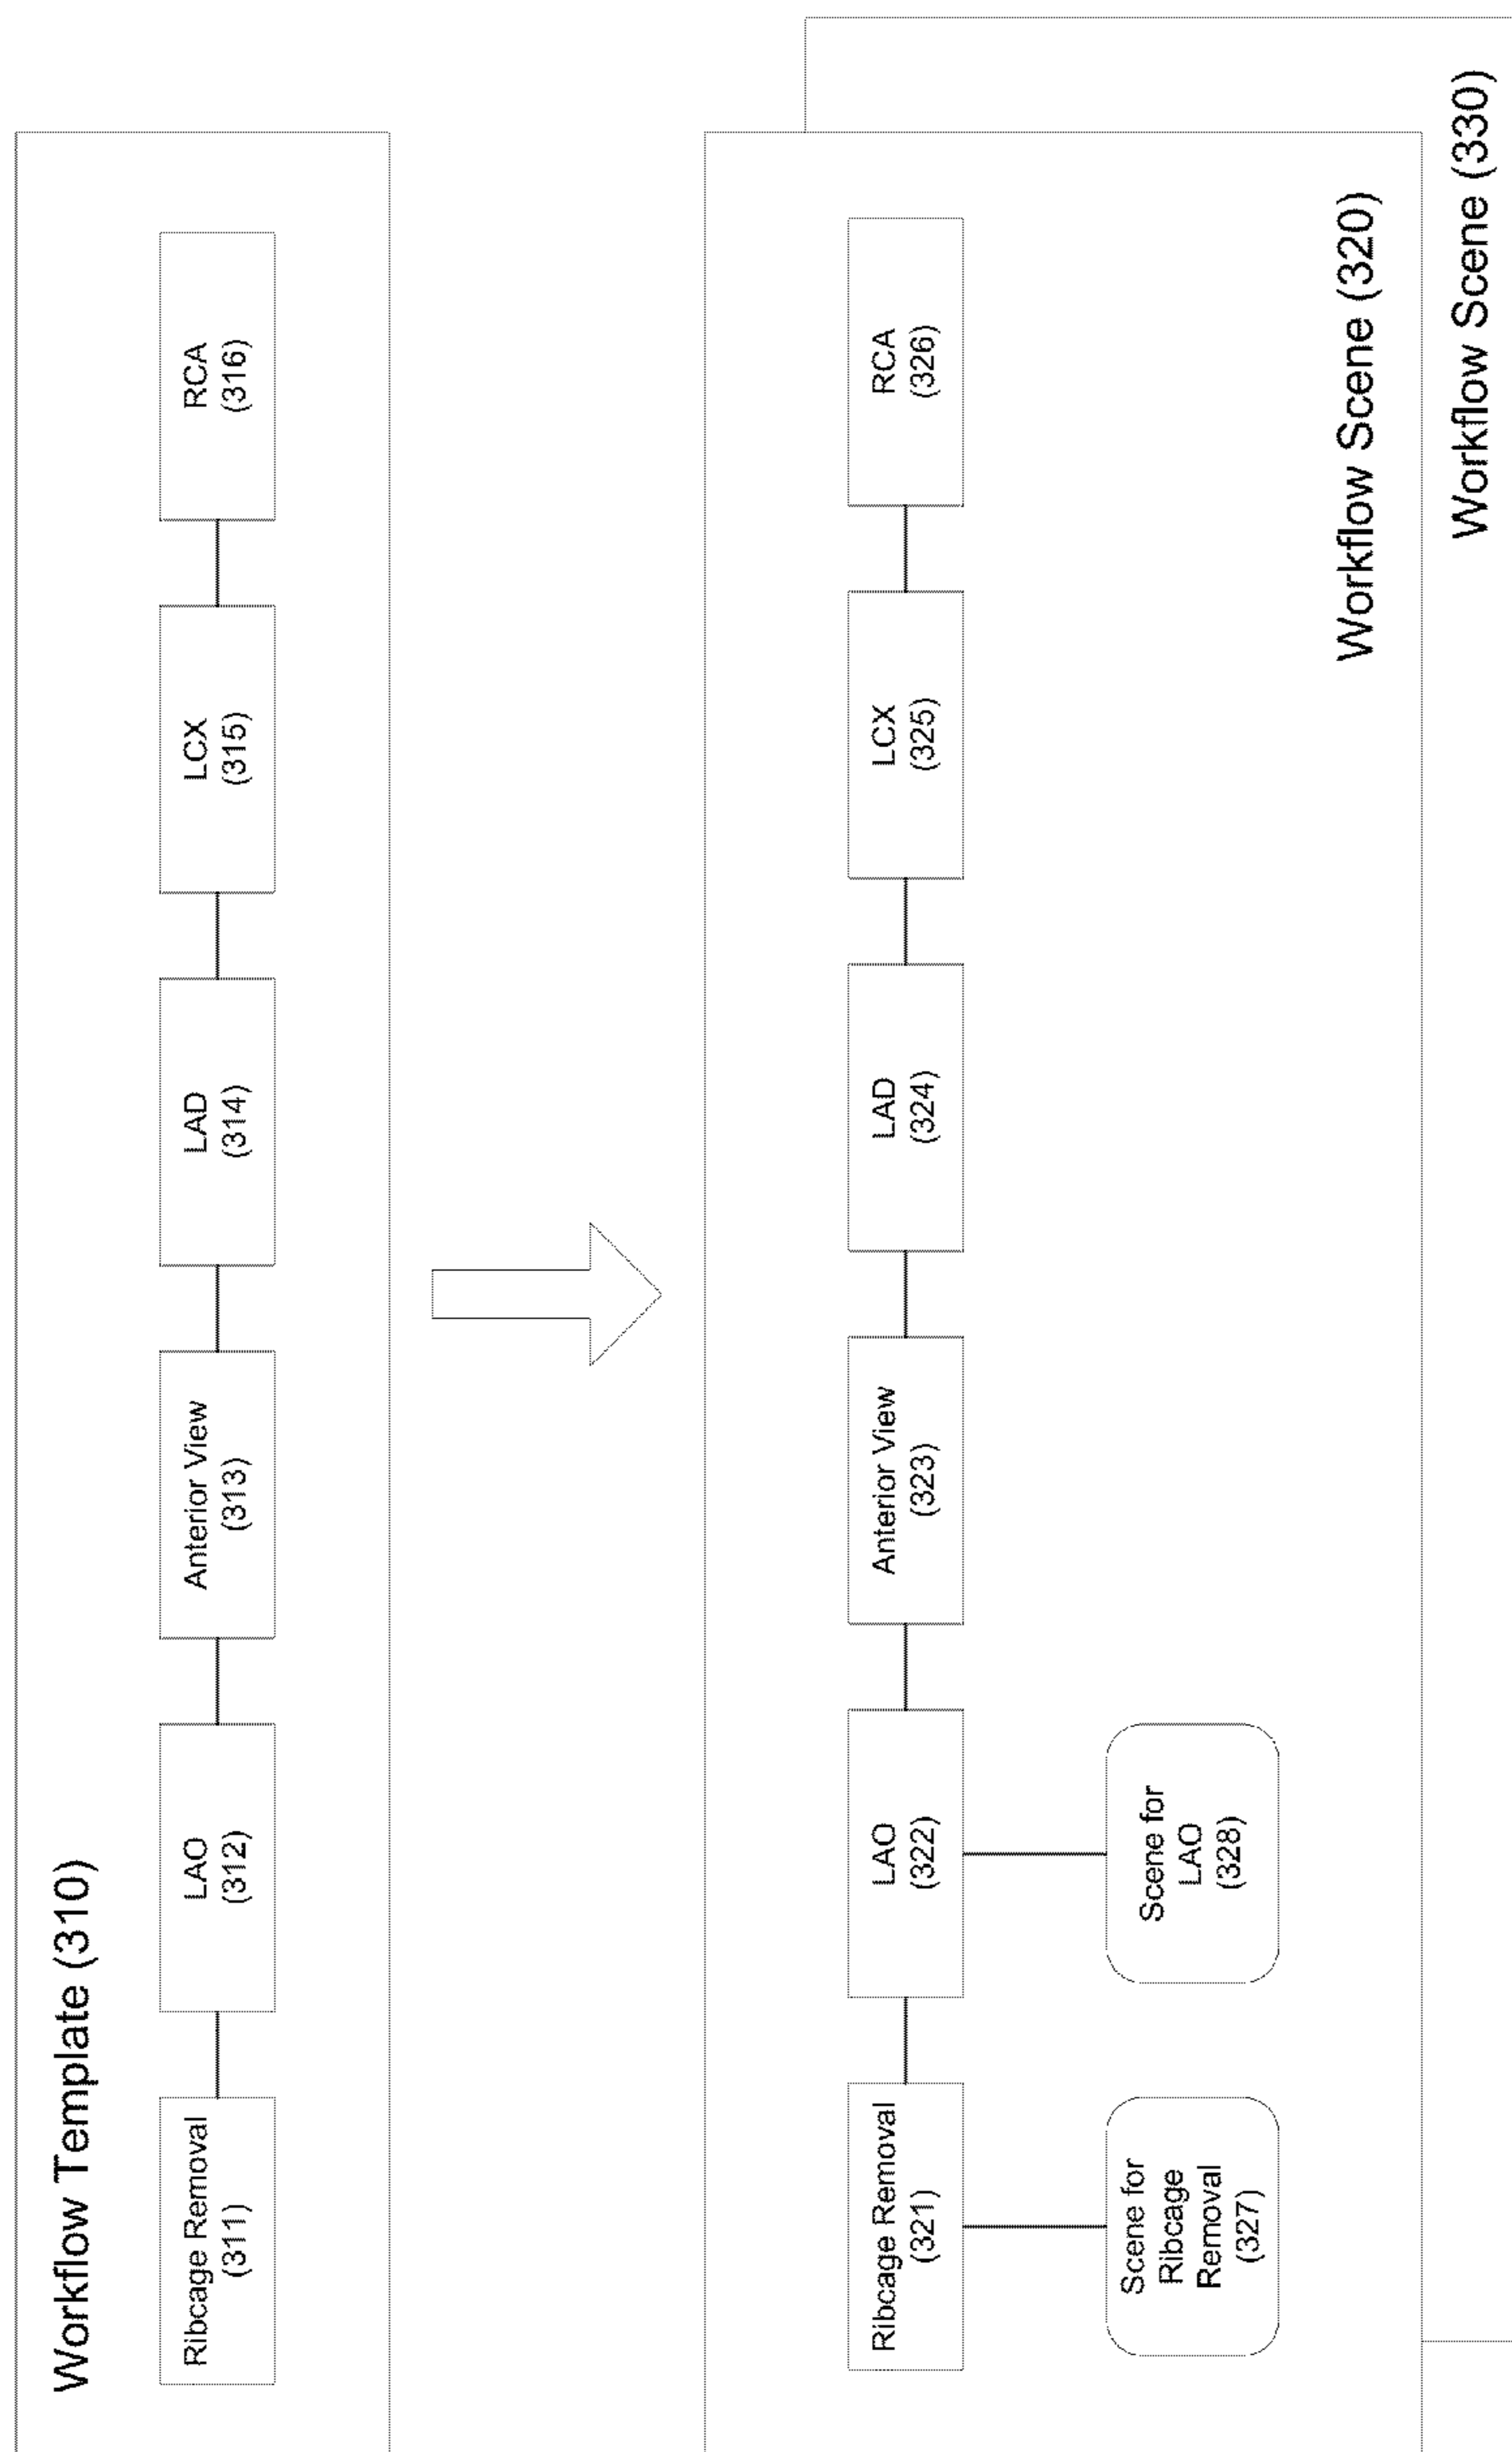 Workflow Template (310)
Ribcage Removal
(311)
LAO
(312)
Anterior View
(313)
LAD
(314)
LCX
(315)
RCA
(316)
Ribcage Removal
(321)
LAO
(322)
Anterior View
(323)
LAD
(324)
LCX
(325)
RCA
(326)
Scene for
Ribcage
Removal
(327)
Scene for
LAO
(328)
Workflow Scene (320)
Workflow Scene (330)